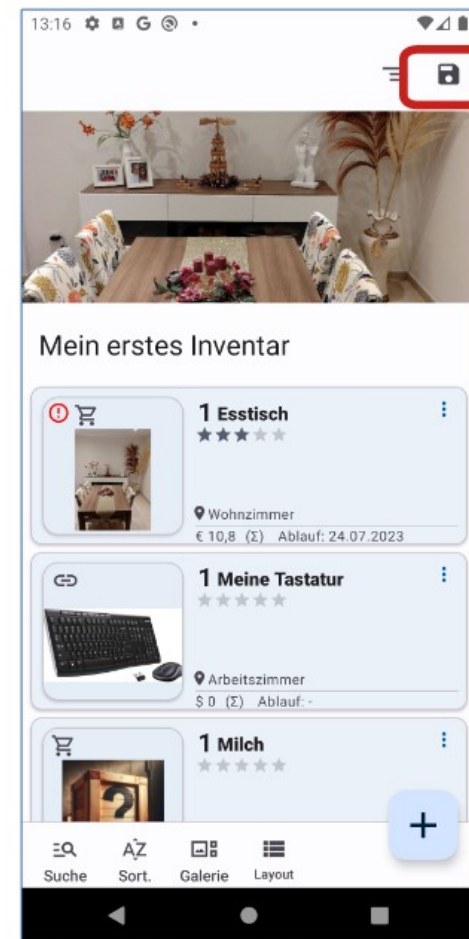 13:16 G
Mein erstes Inventar
1 Esstisch
Wohnzimmer
€ 10,8 (Σ) Ablauf: 24.07.2023
1 Meine Tastatur
Arbeitszimmer
$ 0 (Σ) Ablauf: -
1 Milch
?
+
Suche Sort. Galerie Layout